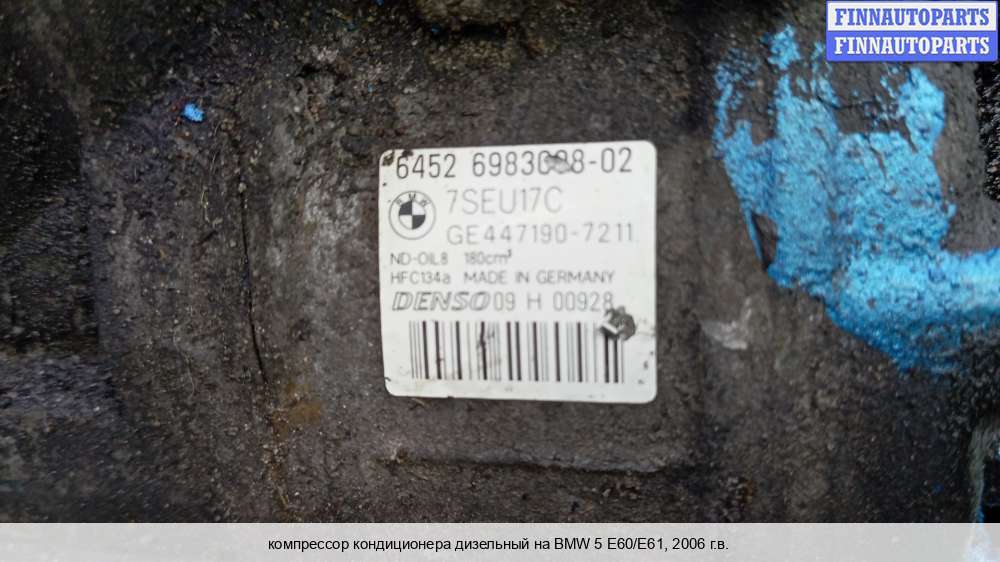 FINNAUTOPARTS
FINNAUTOPARTS
6452 6983088-02
BMW
7SEU17C
GE447190-7211
ND-OIL8 180cm³
HFC134a MADE IN GERMANY
DENSO 09 H 00928
компрессор кондиционера дизельный на BMW 5 E60/E61, 2006 г.в.